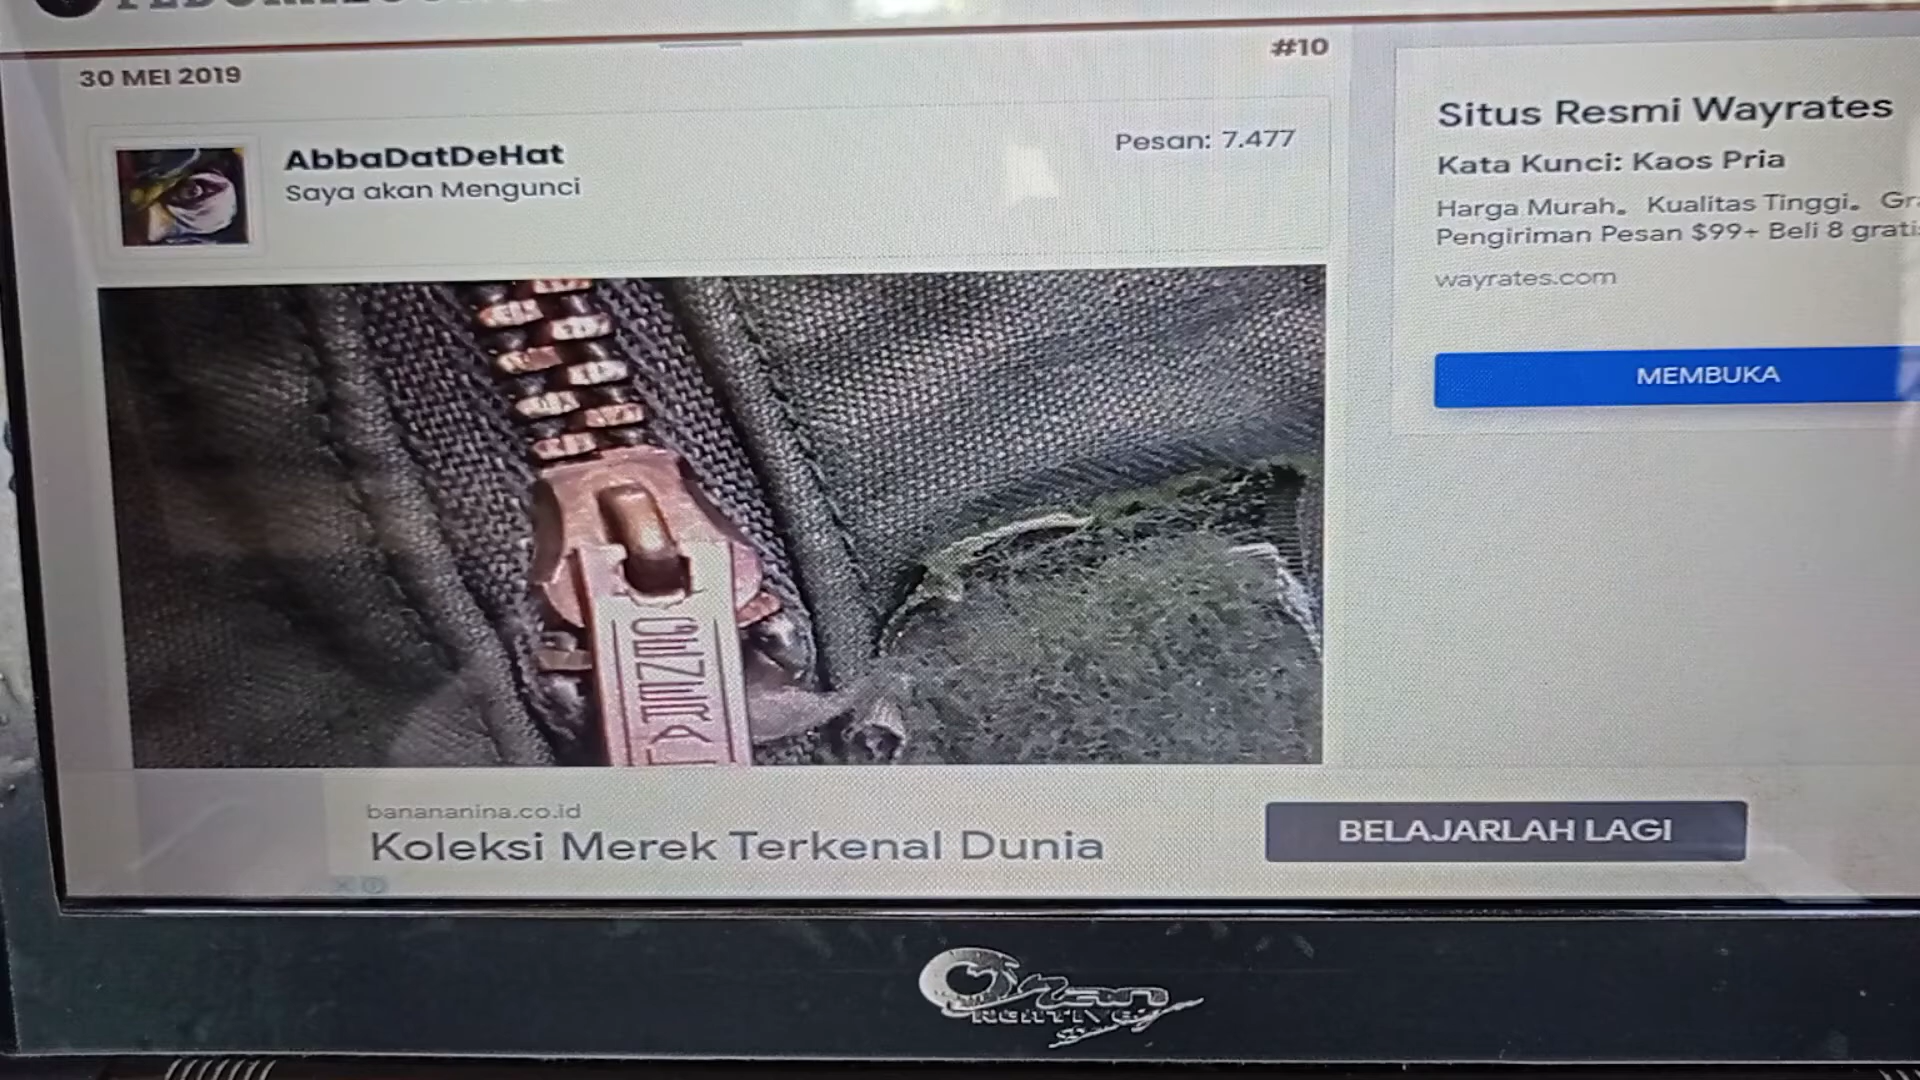 #10
30 MEI 2019
AbbaDatDeHat
Saya akan Mengunci
Pesan: 7.477
GENERAL
banananina.co.id
Koleksi Merek Terkenal Dunia
BELAJARLAH LAGI
Situs Resmi Wayrates
Kata Kunci: Kaos Pria
Harga Murah。 Kualitas Tinggi。
Pengiriman Pesan $99+ Beli 8
wayrates.com
MEMBUKA